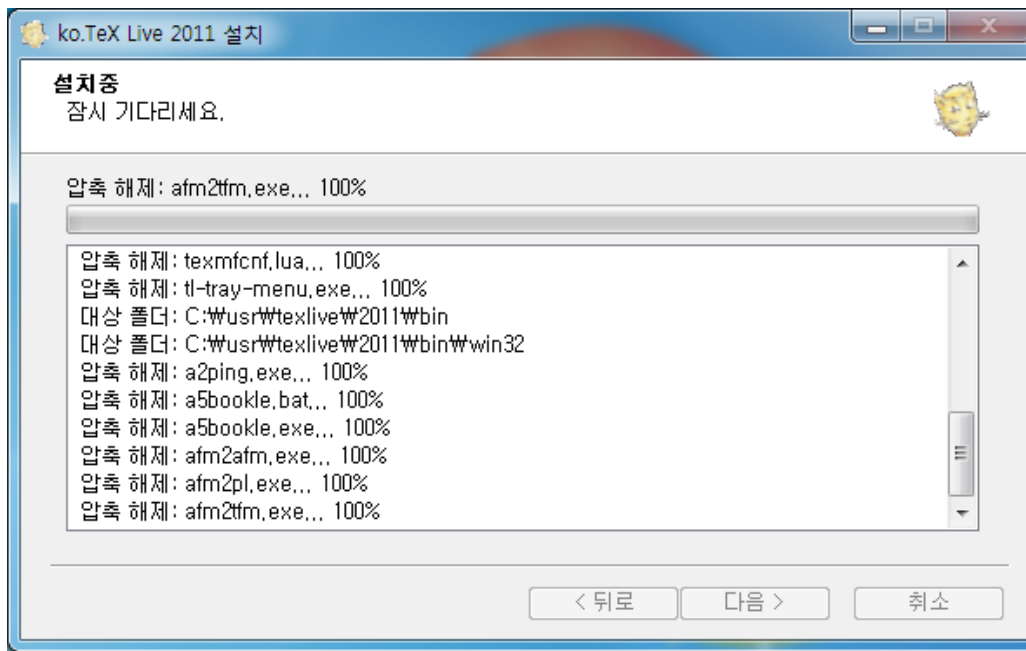 ko.TeX Live 2011 설치
설치중
잠시 기다리세요.
압축 해제: afm2tfm.exe... 100%
압축 해제: texmfcnf.lua... 100%
압축 해제: tl-tray-menu.exe... 100%
대상 폴더: C:₩usr₩texlive₩2011₩bin
대상 폴더: C:₩usr₩texlive₩2011₩bin₩win32
압축 해제: a2ping.exe... 100%
압축 해제: a5bookle.bat... 100%
압축 해제: a5bookle.exe... 100%
압축 해제: afm2afm.exe... 100%
압축 해제: afm2pl.exe... 100%
압축 해제: afm2tfm.exe... 100%
< 뒤로 다음 > 취소